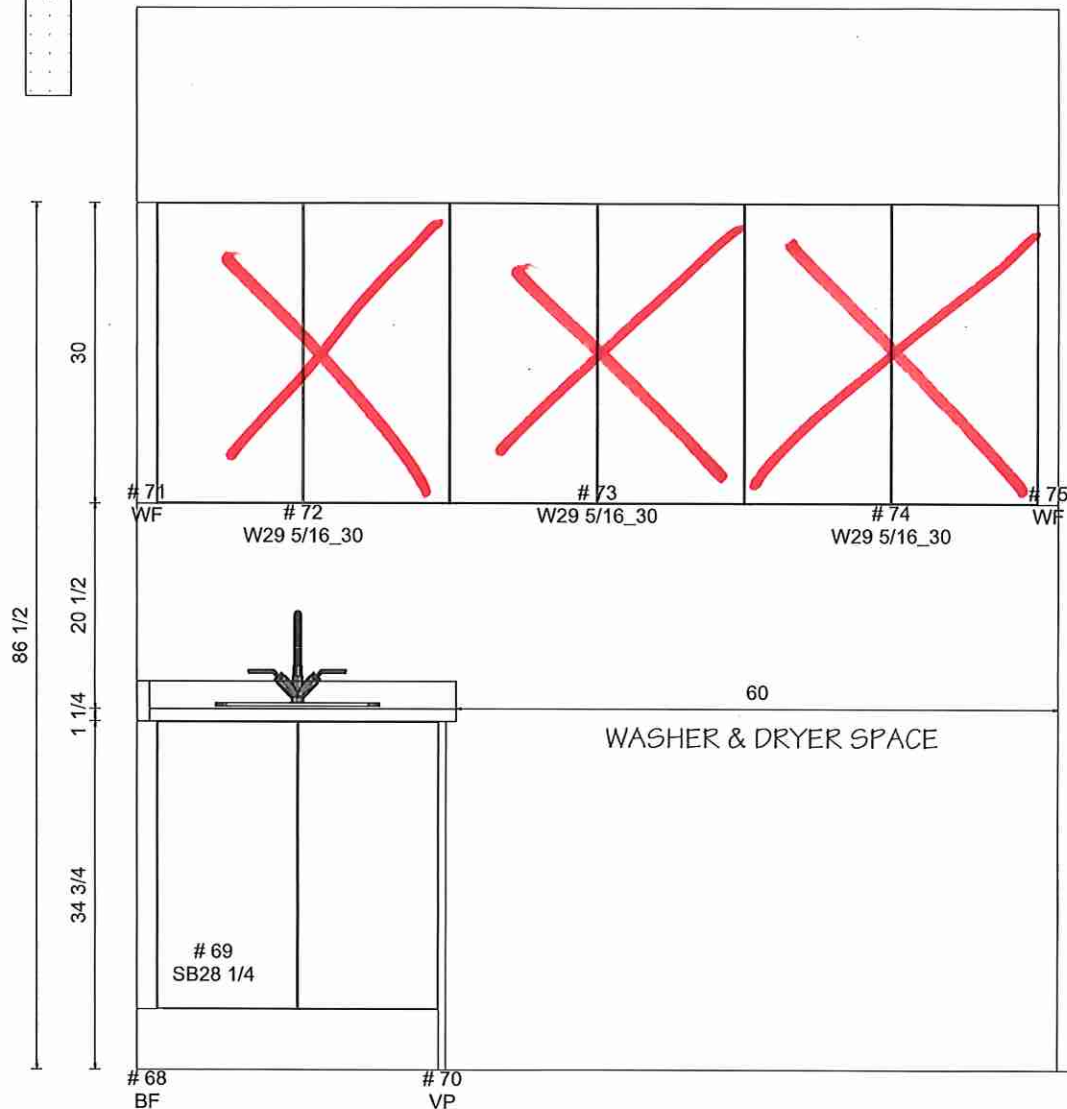 30
# 71
WF
# 72
W29 5/16_30
# 73
W29 5/16_30
# 74
W29 5/16_30
# 75
WF
86 1/2
20 1/2
1 1/4
60
WASHER & DRYER SPACE
34 3/4
# 69
SB28 1/4
# 68
BF
# 70
VP